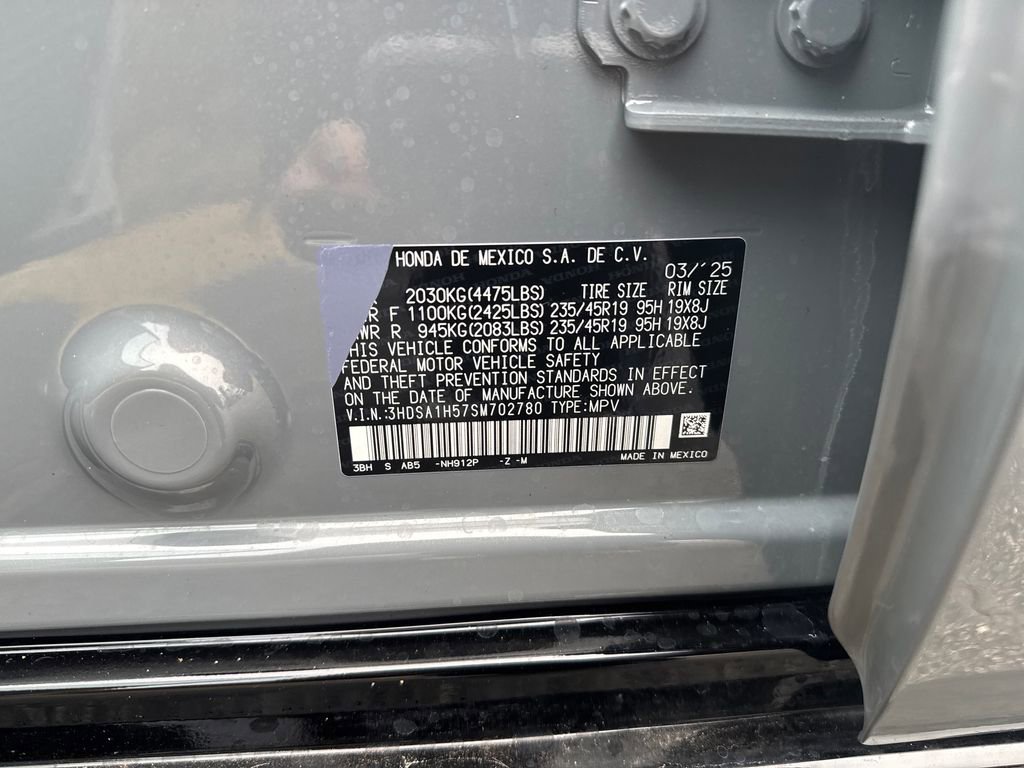 HONDA DE MEXICO S.A. DE C.V.
03/'25
2030KG(4475LBS) TIRE SIZE RIM SIZE
R F 1100KG(2425LBS) 235/45R19 95H 19X8J
WR R 945KG(2083LBS) 235/45R19 95H 19X8J
THIS VEHICLE CONFORMS TO ALL APPLICABLE
FEDERAL MOTOR VEHICLE SAFETY
AND THEFT PREVENTION STANDARDS IN EFFECT
ON THE DATE OF MANUFACTURE SHOWN ABOVE.
V.I.N.:3HDSA1H57SM702780 TYPE:MPV
3BH S AB5 -NH912P -Z -M MADE IN MEXICO